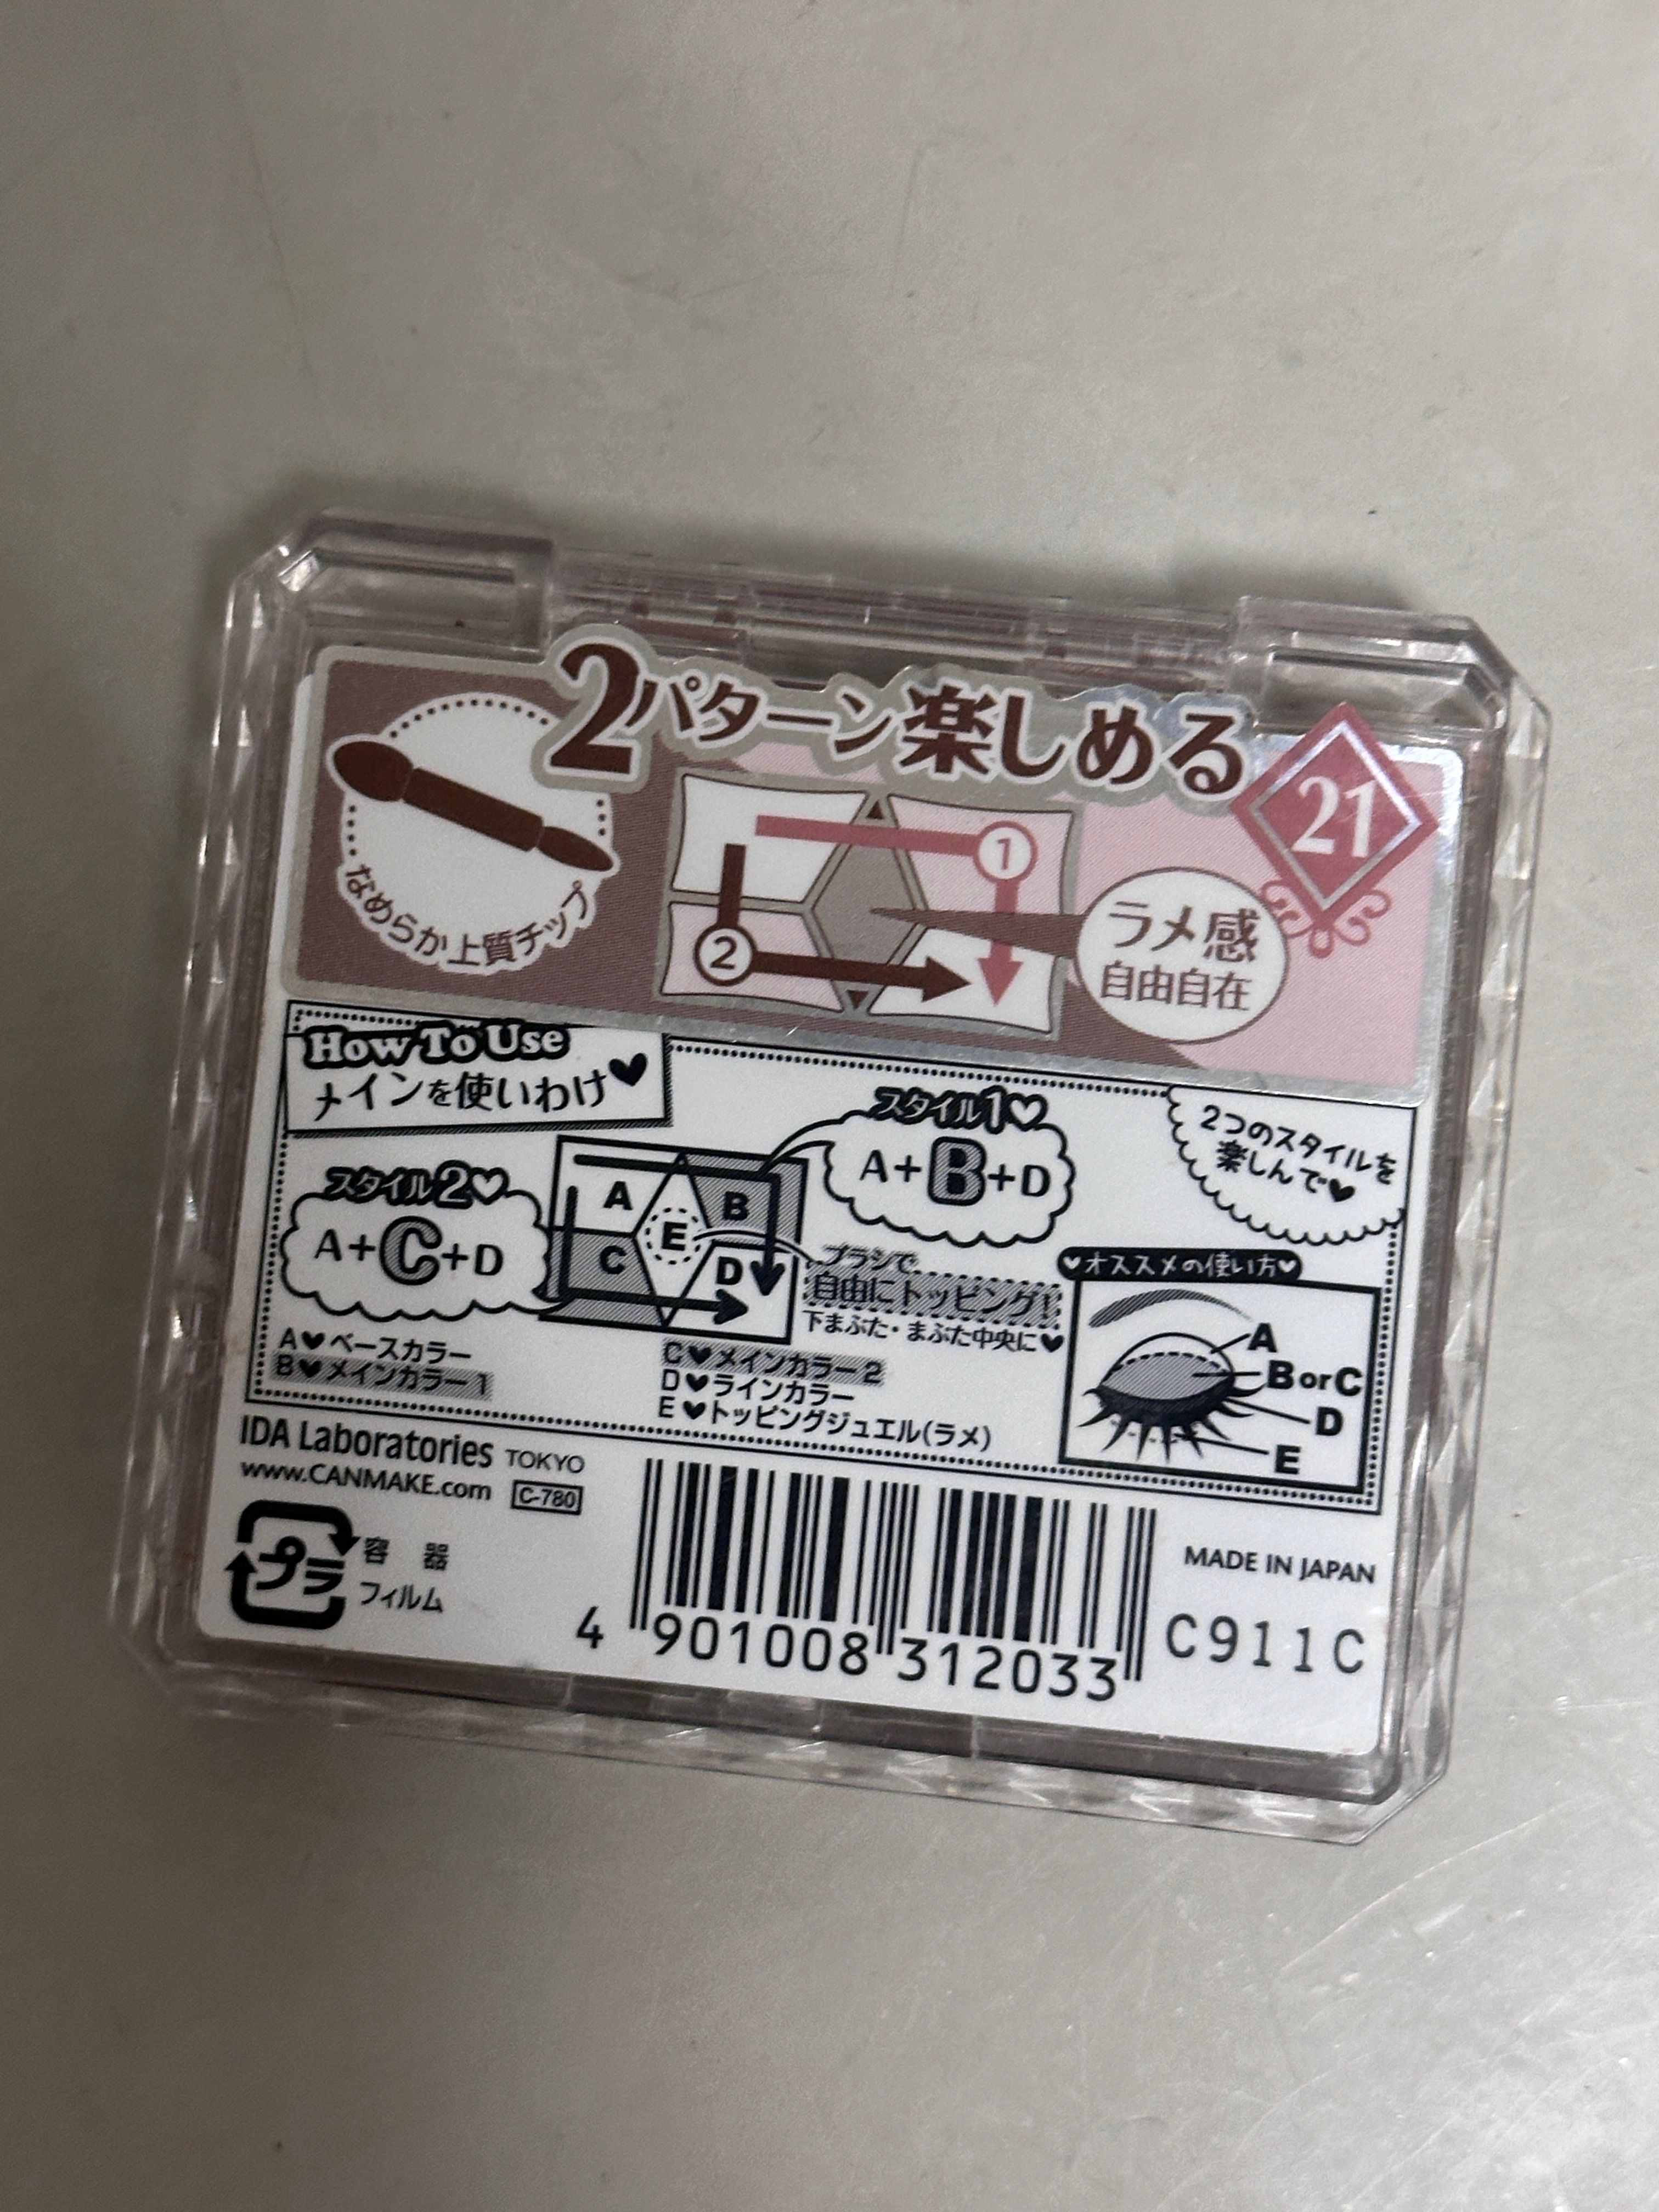 2パターン楽しめる
21
なめらか上質チップ
1
2
ラメ感
自由自在
How To Use
メインを使いわけ♥
スタイル1♡
A+B+D
2つのスタイルを
楽しんで♥
スタイル2♡
A+C+D
A
B
E
C
D
ブラシで
自由にトッピング!
下まぶた・まぶた中央に♥
♥オススメの使い方♥
A
BorC
D
E
A♥ベースカラー
B♥メインカラー1
C♥メインカラー2
D♥ラインカラー
E♥トッピングジュエル(ラメ)
IDA Laboratories TOKYO
www.CANMAKE.com C-780
プラ
容器
フィルム
MADE IN JAPAN
4 901008 312033
C911C